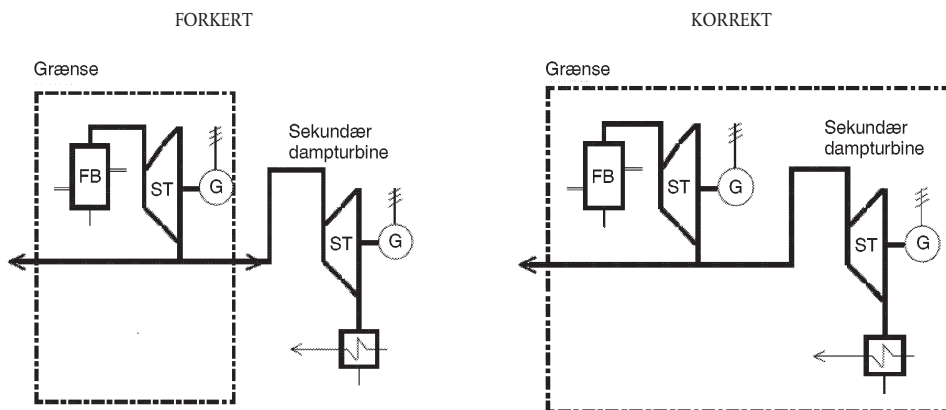 FORKERT
Grænse
FB
ST
G
Sekundær
dampturbine
ST
G
KORREKT
Grænse
FB
ST
G
Sekundær
dampturbine
ST
G